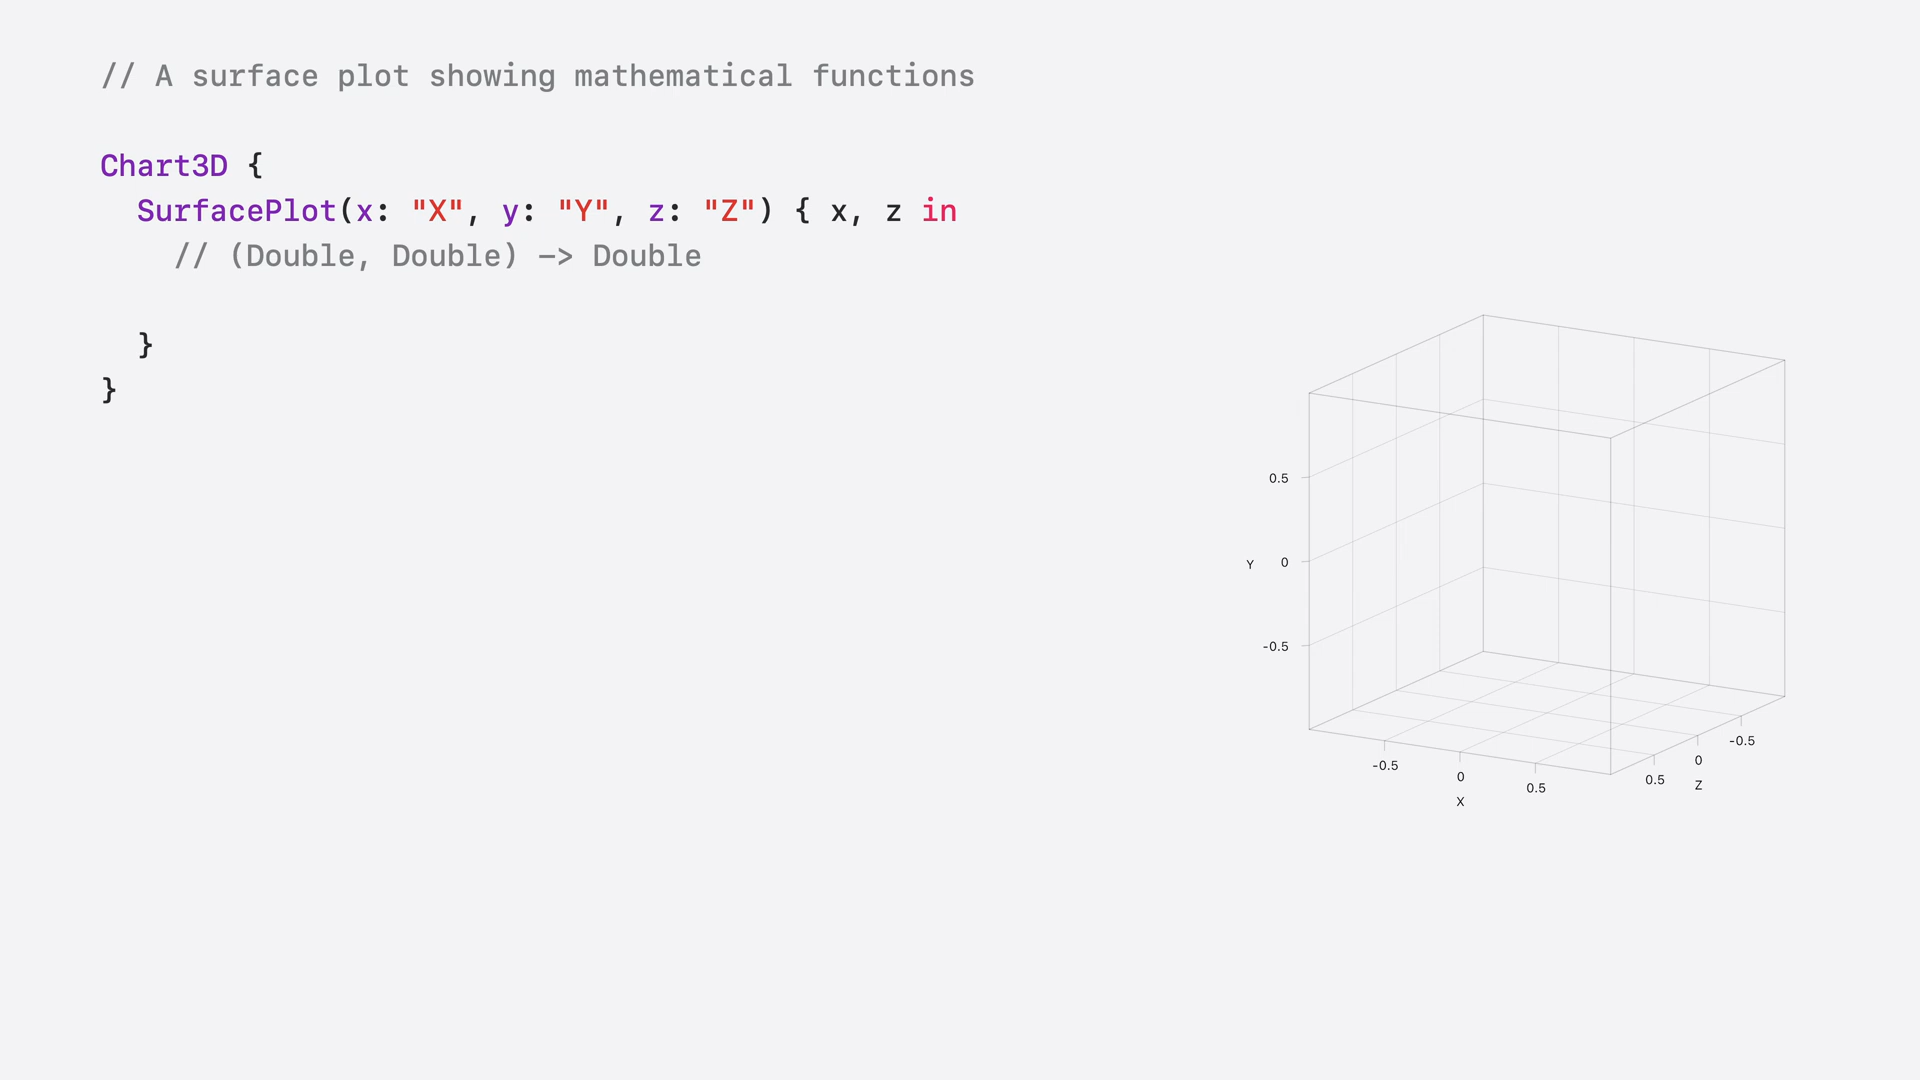 // A surface plot showing mathematical functions
Chart3D {
SurfacePlot(x: "X", y: "Y", z: "Z") { x, z in
// (Double, Double) -> Double
}
}
0.5
Y 0
-0.5
-0.5
0
0.5
X
0.5
0
-0.5
Z